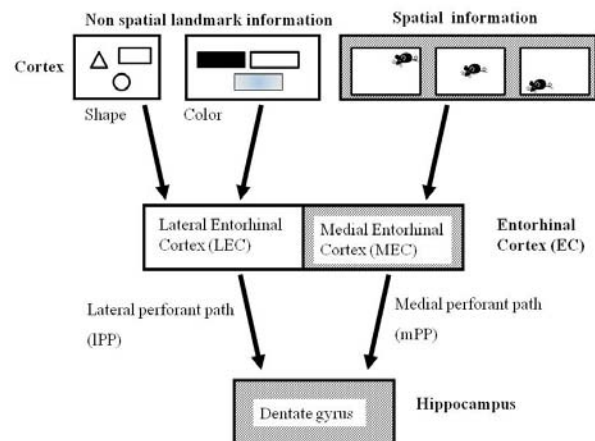 Non spatial landmark information
Spatial information
Cortex
Shape
Color
Lateral Entorhinal
Cortex (LEC)
Medial Entorhinal
Cortex (MEC)
Entorhinal
Cortex (EC)
Lateral perforant path
(lPP)
Medial perforant path
(mPP)
Dentate gyrus
Hippocampus